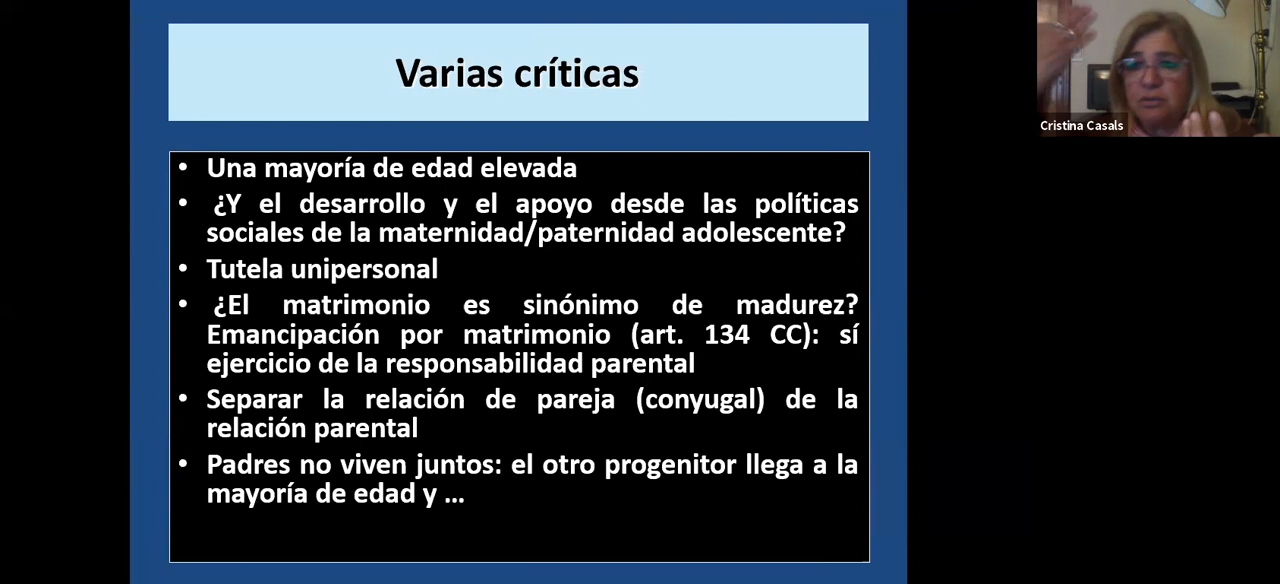 Varias críticas
• Una mayoría de edad elevada
• ¿Y el desarrollo y el apoyo desde las políticas
sociales de la maternidad/paternidad adolescente?
• Tutela unipersonal
• ¿El matrimonio es sinónimo de madurez?
Emancipación por matrimonio (art. 134 CC): sí
ejercicio de la responsabilidad parental
• Separar la relación de pareja (conyugal) de la
relación parental
• Padres no viven juntos: el otro progenitor llega a la
mayoría de edad y ...
Cristina Casals